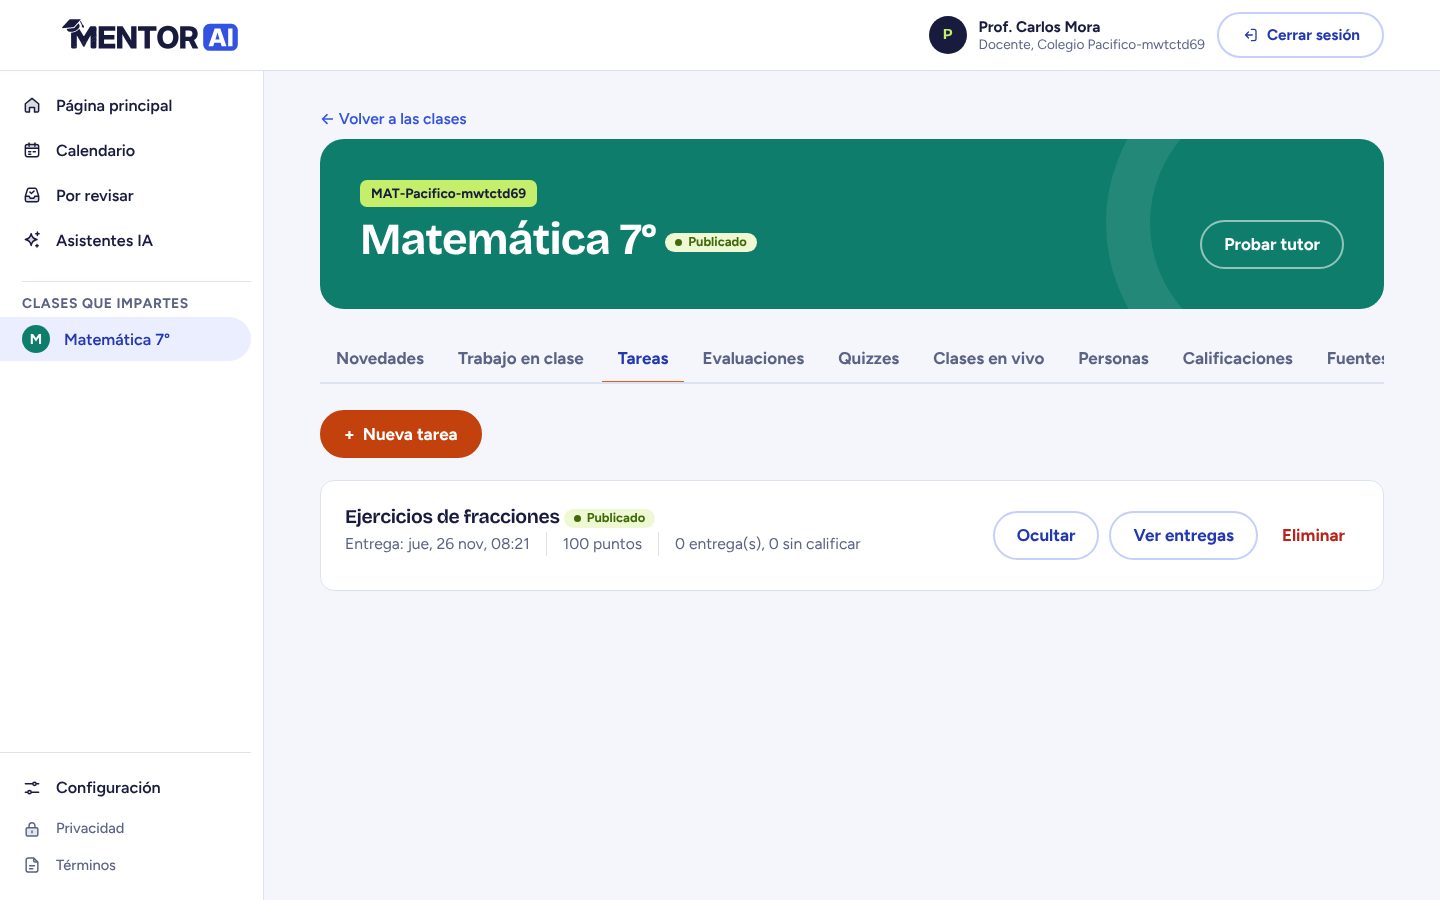 MENTOR AI
P
Prof. Carlos Mora
Docente, Colegio Pacifico-mwtctd69
Cerrar sesión
Página principal
Calendario
Por revisar
Asistentes IA
CLASES QUE IMPARTES
M Matemática 7°
Configuración
Privacidad
Términos
← Volver a las clases
MAT-Pacifico-mwtctd69
Matemática 7° Publicado
Probar tutor
Novedades Trabajo en clase Tareas Evaluaciones Quizzes Clases en vivo Personas Calificaciones Fuentes
+ Nueva tarea
Ejercicios de fracciones Publicado
Entrega: jue, 26 nov, 08:21 100 puntos 0 entrega(s), 0 sin calificar
Ocultar Ver entregas Eliminar